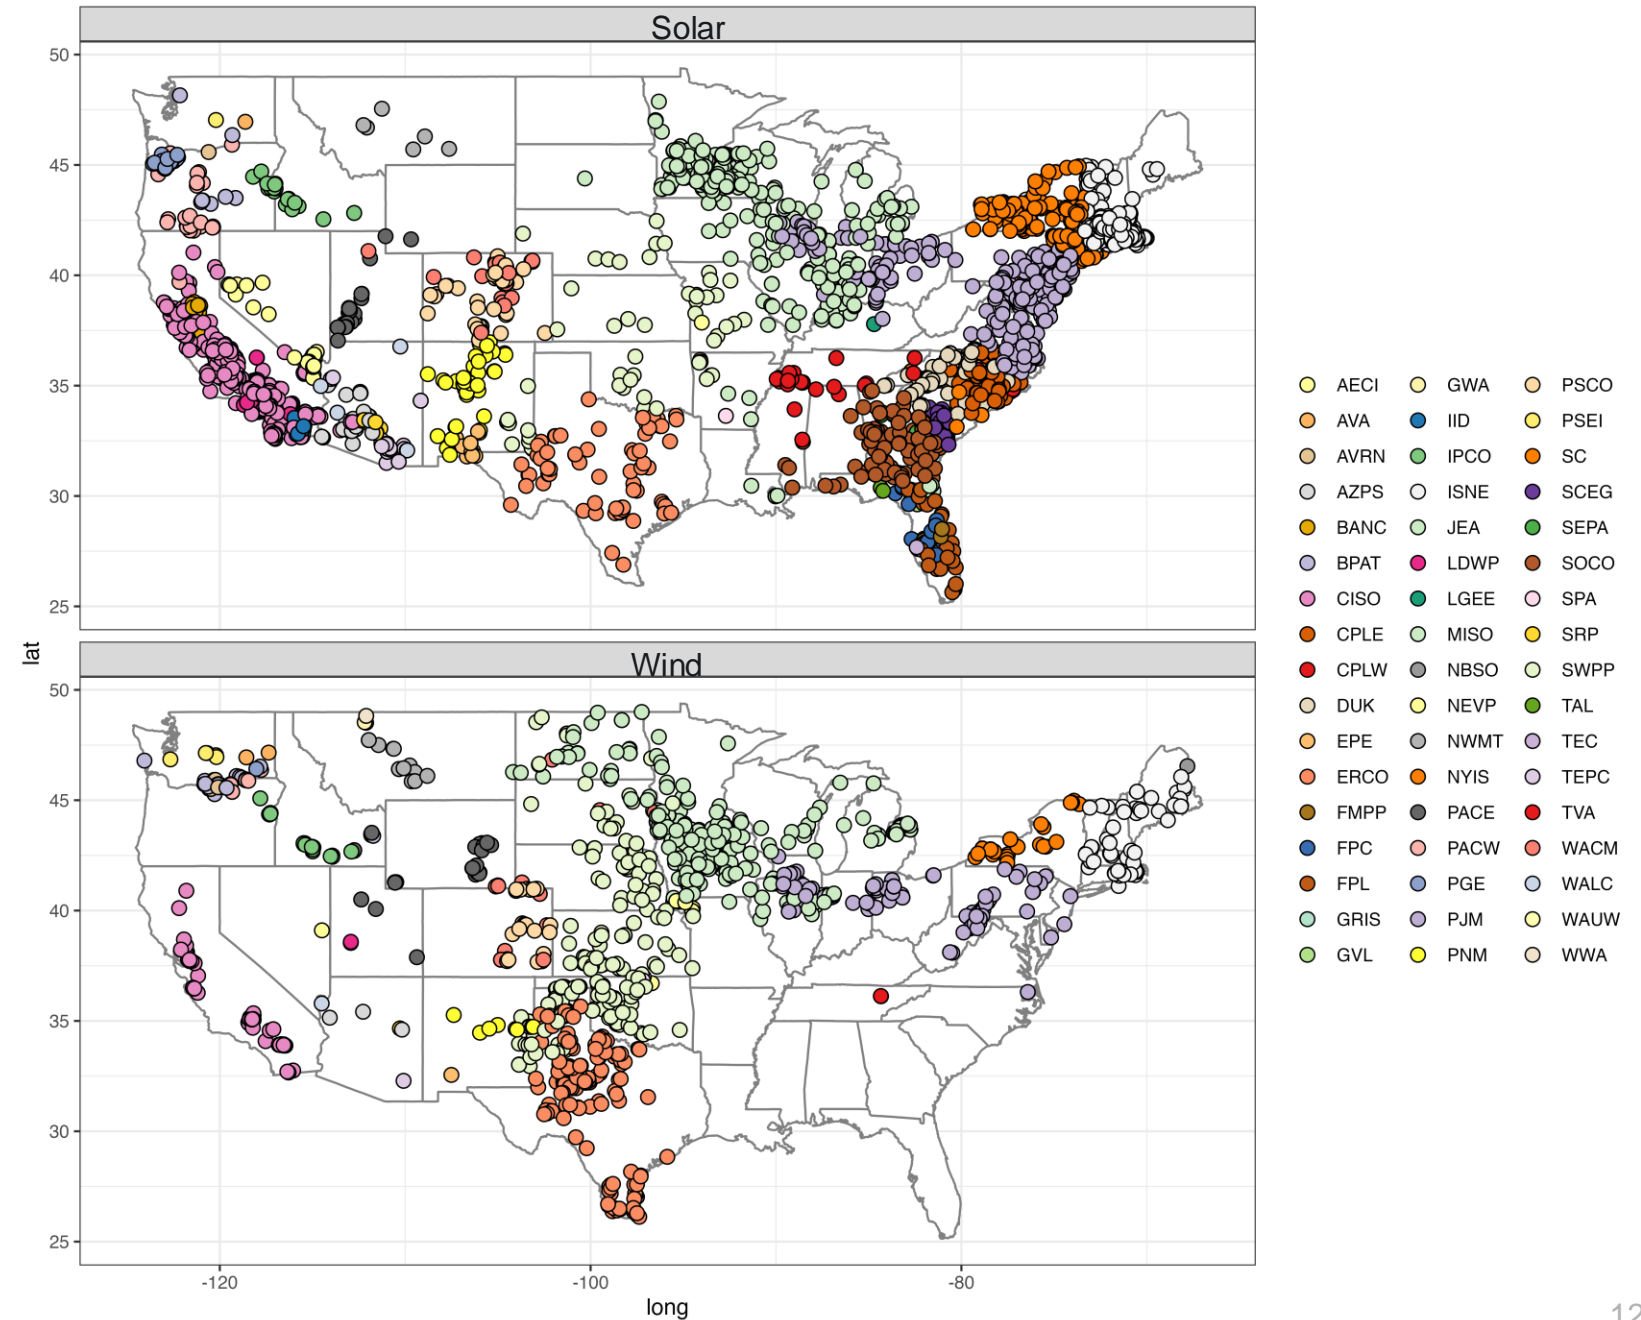 Solar
50
45
40
35
30
25
lat
Wind
50
45
40
35
30
25
-120 -100 -80
long
AECI GWA PSCO
AVA IID PSEI
AVRN IPCO SC
AZPS ISNE SCEG
BANC JEA SEPA
BPAT LDWP SOCO
CISO LGEE SPA
CPLE MISO SRP
CPLW NBSO SWPP
DUK NEVP TAL
EPE NWMT TEC
ERCO NYIS TEPC
FMPP PACE TVA
FPC PACW WACM
FPL PGE WALC
GRIS PJM WAUW
GVL PNM WWA
12